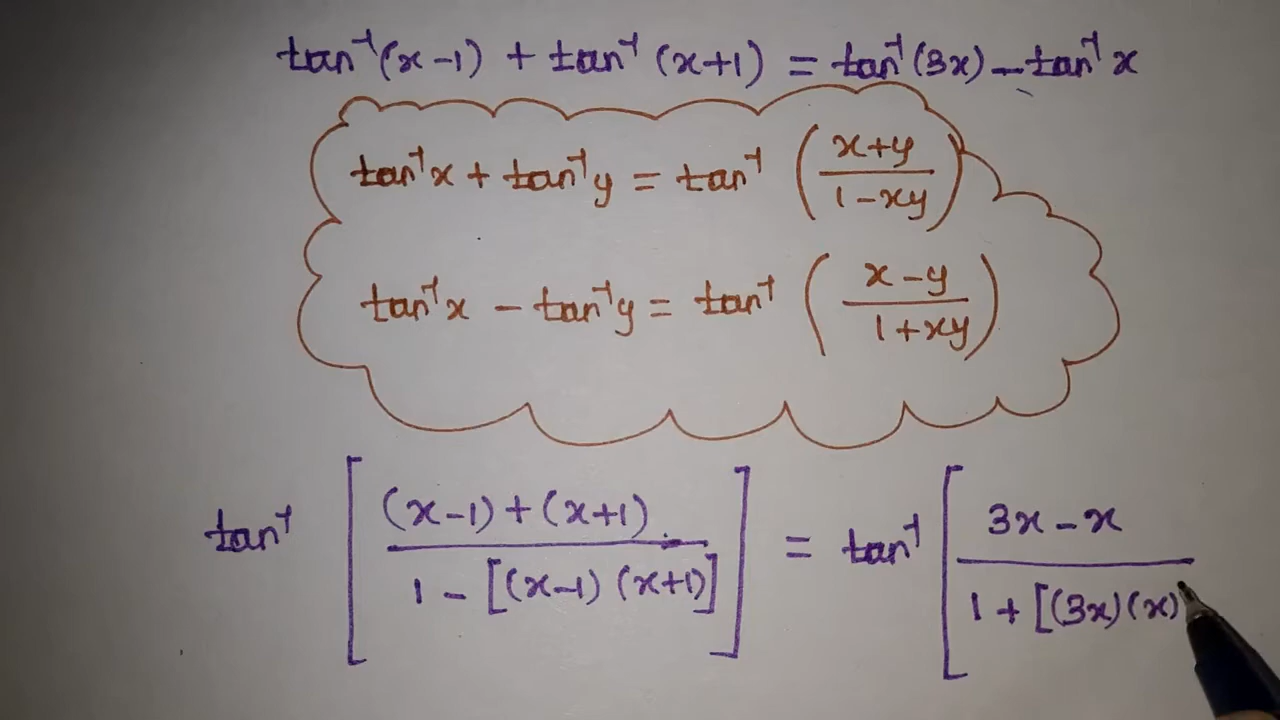 tan⁻¹(x-1) + tan⁻¹(x+1) = tan⁻¹(3x) - tan⁻¹x
tan⁻¹x + tan⁻¹y = tan⁻¹ ((x+y)/(1-xy))
tan⁻¹x - tan⁻¹y = tan⁻¹ ((x-y)/(1+xy))
tan⁻¹ [((x-1)+(x+1))/(1-[(x-1)(x+1)])] = tan⁻¹ [(3x-x)/(1+[(3x)(x)